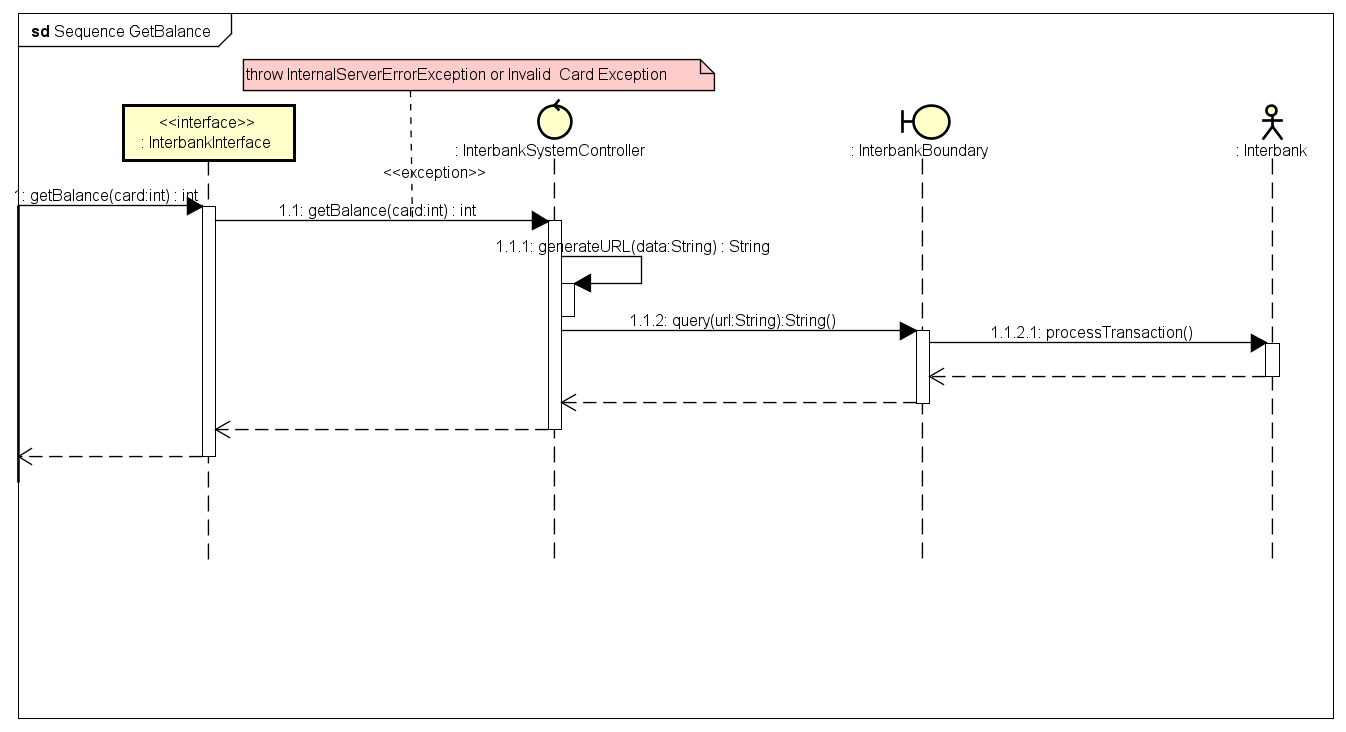 sd Sequence GetBalance
throw InternalServerErrorException or Invalid  Card Exception
<<interface>>
: InterbankInterface
: InterbankSystemController
: InterbankBoundary
: Interbank
<<exception>>
1: getBalance(card:int) : int
1.1: getBalance(card:int) : int
1.1.1: generateURL(data:String) : String
1.1.2: query(url:String):String()
1.1.2.1: processTransaction()